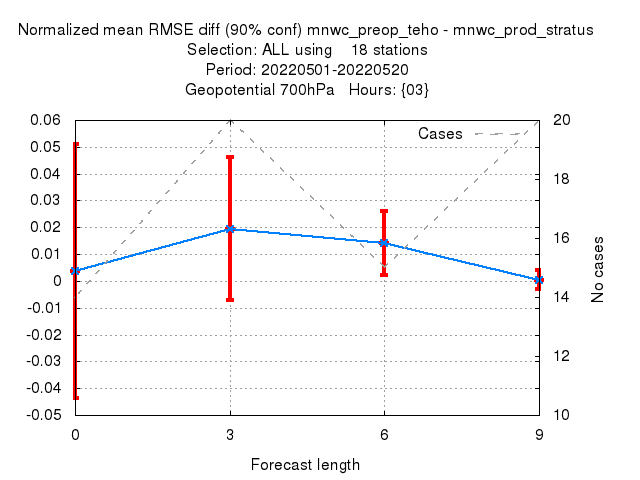 Normalized mean RMSE diff (90% conf) mnwc_preop_teho - mnwc_prod_stratus
Selection: ALL using    18 stations
Period: 20220501-20220520
Geopotential 700hPa   Hours: {03}
Cases
0.06
0.05
0.04
0.03
0.02
0.01
0
-0.01
-0.02
-0.03
-0.04
-0.05
20
18
16
14
12
10
No cases
0 3 6 9
Forecast length